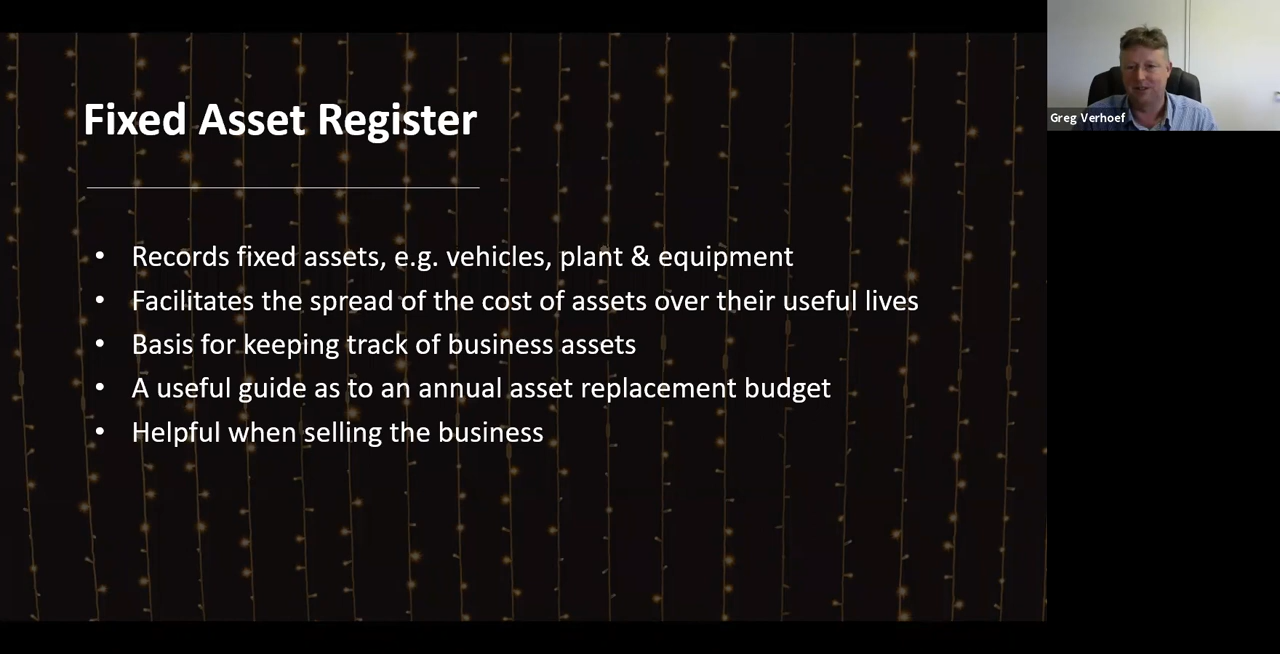 Fixed Asset Register
• Records fixed assets, e.g. vehicles, plant & equipment
• Facilitates the spread of the cost of assets over their useful lives
• Basis for keeping track of business assets
• A useful guide as to an annual asset replacement budget
• Helpful when selling the business
Greg Verhoef